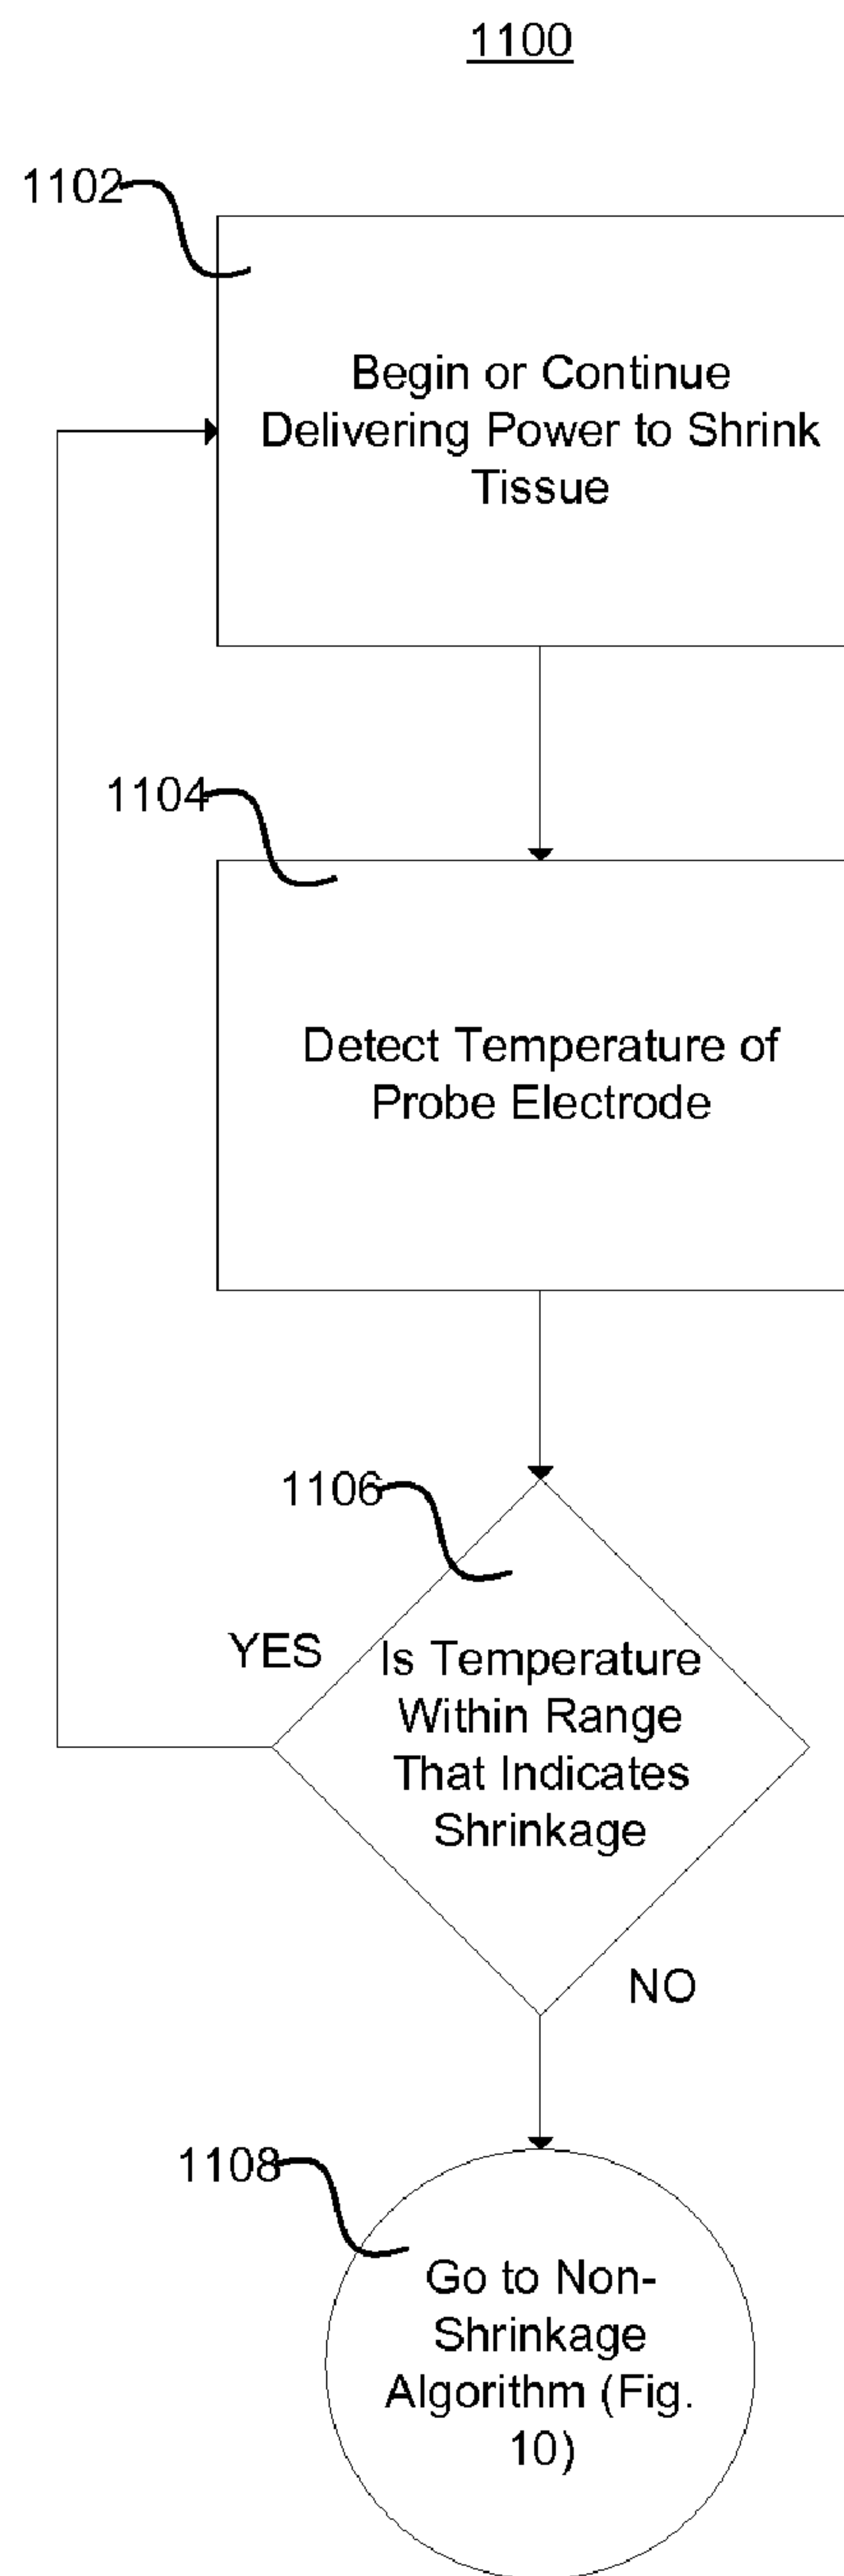 1100
1102
Begin or Continue
Delivering Power to Shrink
Tissue
1104
Detect Temperature of
Probe Electrode
1106
YES
Is Temperature
Within Range
That Indicates
Shrinkage
NO
1108
Go to Non-
Shrinkage
Algorithm (Fig.
10)